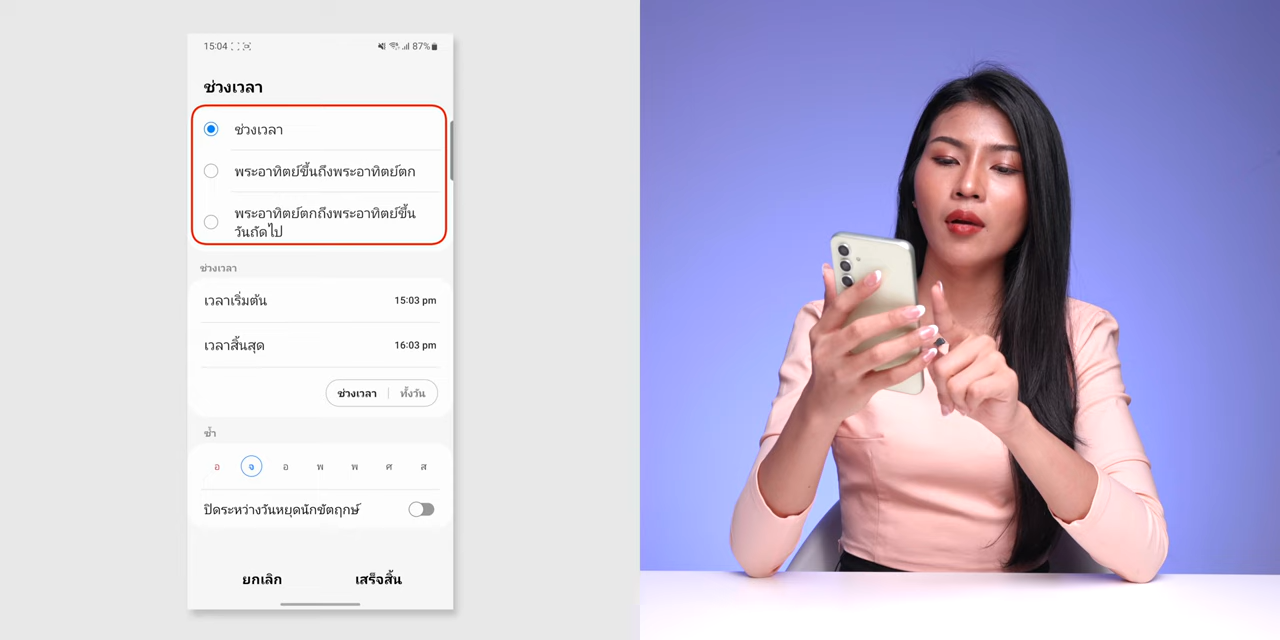 15:04 87%
ช่วงเวลา
ช่วงเวลา
พระอาทิตย์ขึ้นถึงพระอาทิตย์ตก
พระอาทิตย์ตกถึงพระอาทิตย์ขึ้น
วันถัดไป
ช่วงเวลา
เวลาเริ่มต้น 15:03 pm
เวลาสิ้นสุด 16:03 pm
ช่วงเวลา ทั้งวัน
ซ้ำ
อ จ อ พ พ ศ ส
ปิดระหว่างวันหยุดนักขัตฤกษ์
ยกเลิก เสร็จสิ้น